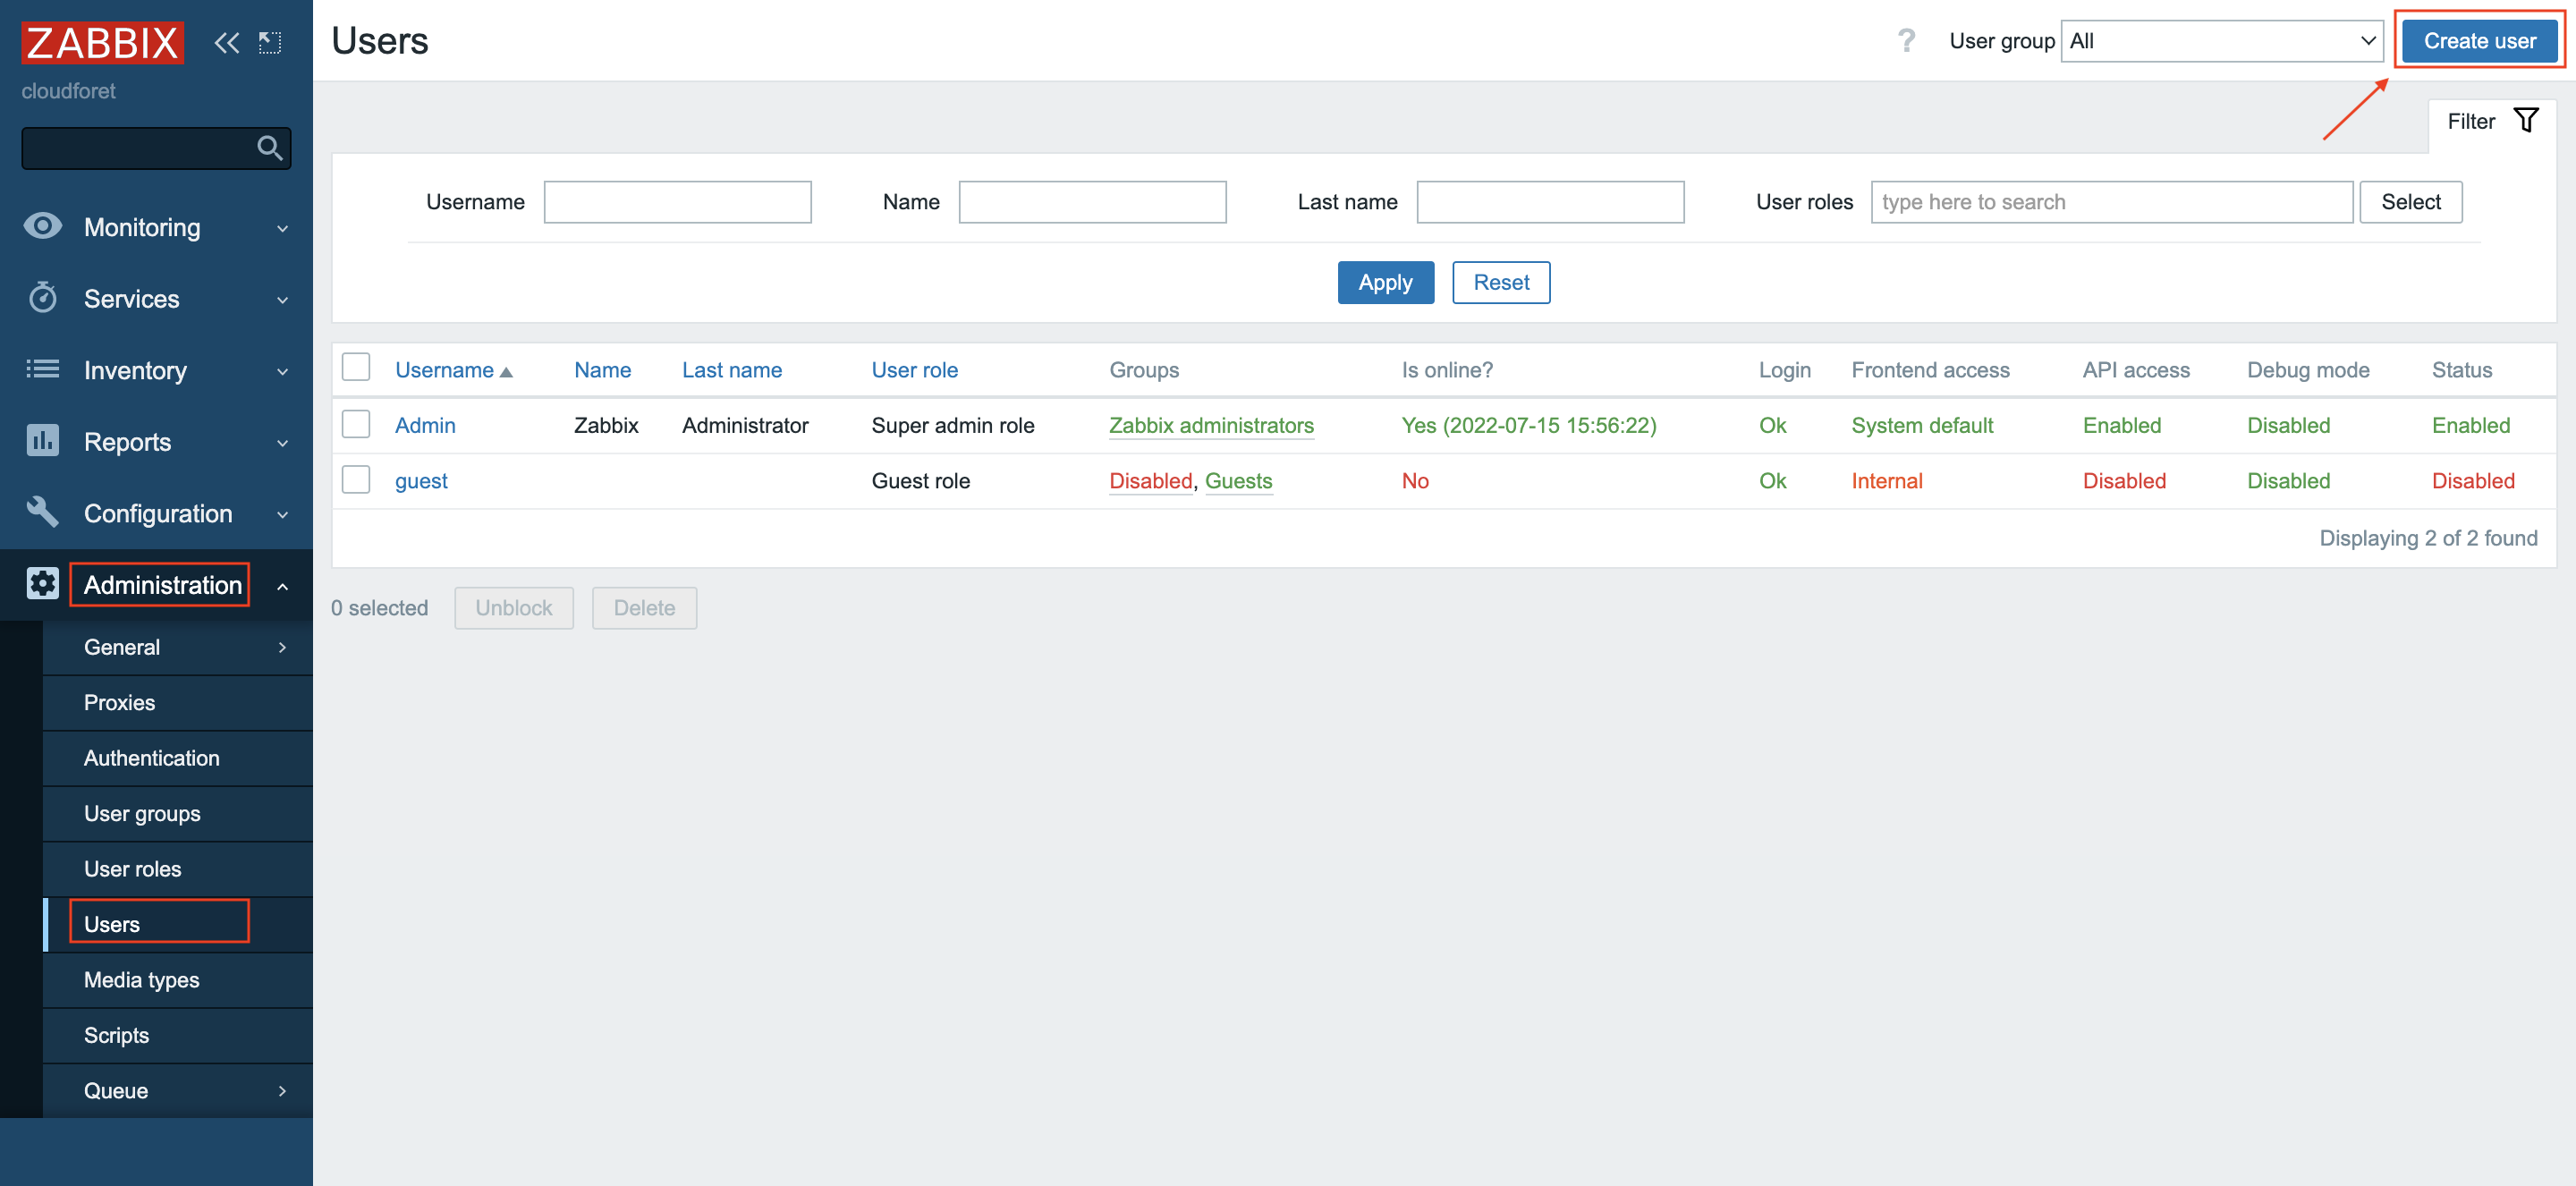 ZABBIX
cloudforet
Monitoring
Services
Inventory
Reports
Configuration
Administration
General
Proxies
Authentication
User groups
User roles
Users
Media types
Scripts
Queue
Users
? User group All Create user
Filter
Username Name Last name User roles type here to search Select
Apply Reset
Username Name Last name User role Groups Is online? Login Frontend access API access Debug mode Status
Admin Zabbix Administrator Super admin role Zabbix administrators Yes (2022-07-15 15:56:22) Ok System default Enabled Disabled Enabled
guest Guest role Disabled, Guests No Ok Internal Disabled Disabled Disabled
Displaying 2 of 2 found
0 selected Unblock Delete